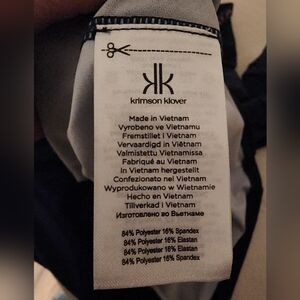 krimson klover
Made in Vietnam
Vyrobeno ve Vietnamu
Fremstillet i Vietnam
Vervaardigd in Vietnam
Valmistettu Vietnamissa
Fabriqué au Vietnam
in Vietnam hergestellt
Confezionato nel Vietnam
Wyprodukowano w Wietnamie
Hecho en Vietnam
Tillverkad i Vietnam
Изготовлено во Вьетнаме
84% Polyester 16% Spandex
84% Polyester 16% Elastan
84% Polyester 16% Elastan
84% Polyester 16% Spandex